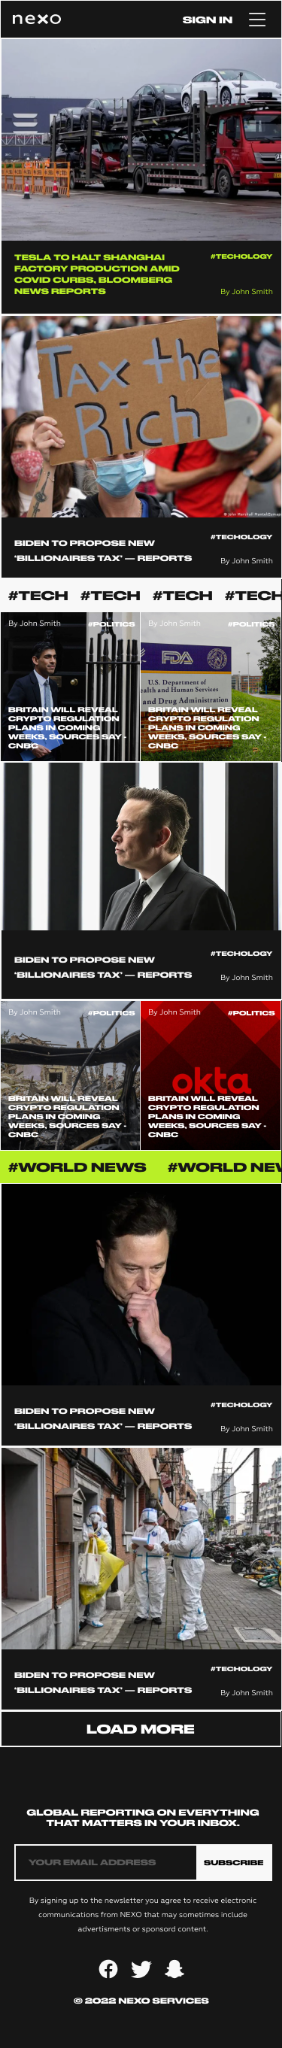 nexo
SIGN IN
TESLA TO HALT SHANGHAI
FACTORY PRODUCTION AMID
COVID CURBS, BLOOMBERG
NEWS REPORTS
#TECHOLOGY
By John Smith
TAX the
Rich
BIDEN TO PROPOSE NEW
'BILLIONAIRES TAX' — REPORTS
#TECHOLOGY
By John Smith
#TECH #TECH #TECH #TECH
By John Smith
#POLITICS
BRITAIN WILL REVEAL
CRYPTO REGULATION
PLANS IN COMING
WEEKS, SOURCES SAY -
CNBC
By John Smith
#POLITICS
FDA
U.S. Department of
ealth and Human Services
and Drug Administration
BRITAIN WILL REVEAL
CRYPTO REGULATION
PLANS IN COMING
WEEKS, SOURCES SAY -
CNBC
BIDEN TO PROPOSE NEW
'BILLIONAIRES TAX' — REPORTS
#TECHOLOGY
By John Smith
By John Smith
#POLITICS
BRITAIN WILL REVEAL
CRYPTO REGULATION
PLANS IN COMING
WEEKS, SOURCES SAY -
CNBC
By John Smith
#POLITICS
okta
BRITAIN WILL REVEAL
CRYPTO REGULATION
PLANS IN COMING
WEEKS, SOURCES SAY -
CNBC
#WORLD NEWS #WORLD NEW
BIDEN TO PROPOSE NEW
'BILLIONAIRES TAX' — REPORTS
#TECHOLOGY
By John Smith
BIDEN TO PROPOSE NEW
'BILLIONAIRES TAX' — REPORTS
#TECHOLOGY
By John Smith
LOAD MORE
GLOBAL REPORTING ON EVERYTHING
THAT MATTERS IN YOUR INBOX.
YOUR EMAIL ADDRESS
SUBSCRIBE
By signing up to the newsletter you agree to receive electronic
communications from NEXO that may sometimes include
advertisments or sponsord content.
© 2022 NEXO SERVICES